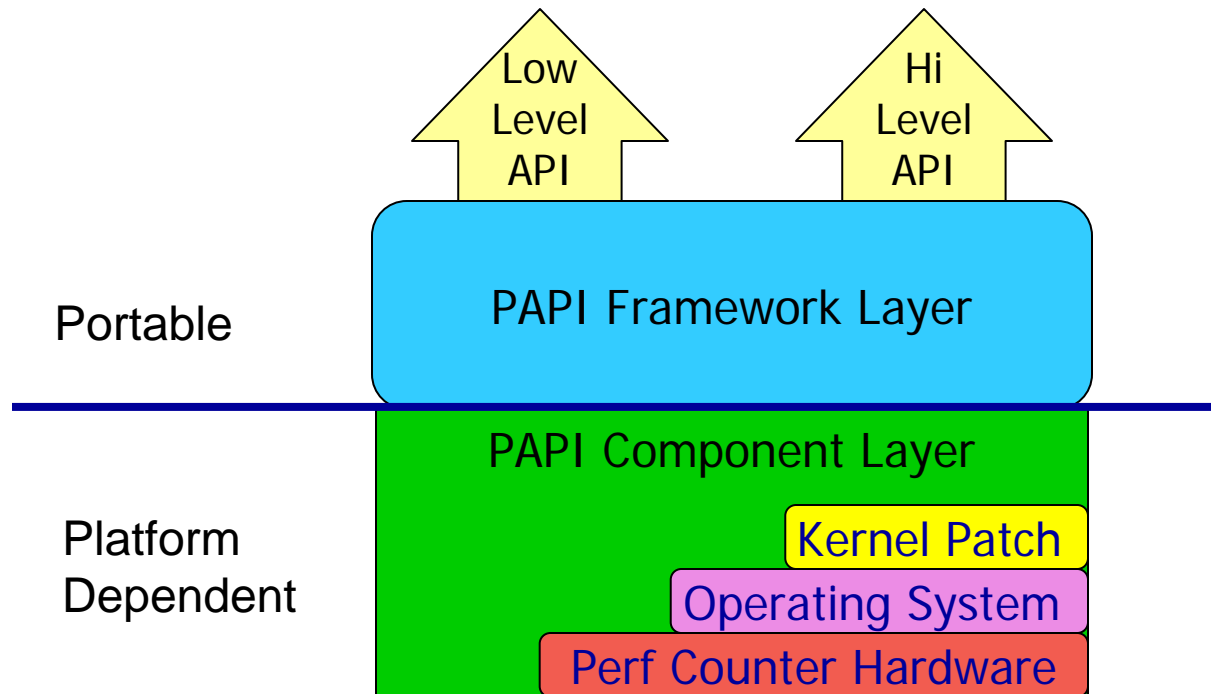 Low
Level
API
Hi
Level
API
PAPI Framework Layer
Portable
PAPI Component Layer
Platform
Dependent
Kernel Patch
Operating System
Perf Counter Hardware